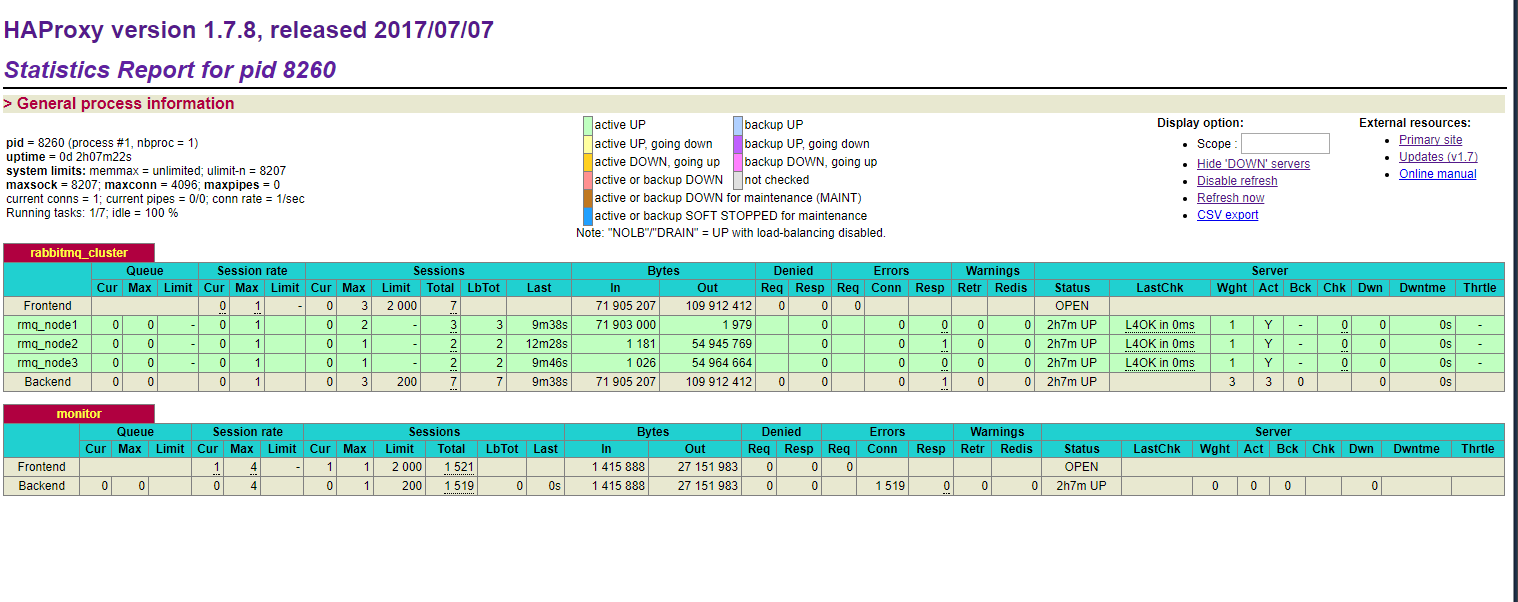 HAProxy version 1.7.8, released 2017/07/07
Statistics Report for pid 8260
> General process information
pid = 8260 (process #1, nbproc = 1)
uptime = 0d 2h07m22s
system limits: memmax = unlimited; ulimit-n = 8207
maxsock = 8207; maxconn = 4096; maxpipes = 0
current conns = 1; current pipes = 0/0; conn rate = 1/sec
Running tasks: 1/7; idle = 100 %
active UP backup UP
active UP, going down backup UP, going down
active DOWN, going up backup DOWN, going up
active or backup DOWN not checked
active or backup DOWN for maintenance (MAINT)
active or backup SOFT STOPPED for maintenance
Note: "NOLB"/"DRAIN" = UP with load-balancing disabled.
Display option:
• Scope :
• Hide 'DOWN' servers
• Disable refresh
• Refresh now
• CSV export
External resources:
• Primary site
• Updates (v1.7)
• Online manual
rabbitmq_cluster
Queue Session rate Sessions Bytes Denied Errors Warnings Server
Cur Max Limit Cur Max Limit Cur Max Limit Total LbTot Last In Out Req Resp Req Conn Resp Retr Redis Status LastChk Wght Act Bck Chk Dwn Dwntme Thrtle
Frontend 0 1 - 0 3 2 000 7 71 905 207 109 912 412 0 0 0 OPEN
rmq_node1 0 0 - 0 1 0 2 - 3 3 9m38s 71 903 000 1 979 0 0 0 0 0 2h7m UP L4OK in 0ms 1 Y - 0 0 0s -
rmq_node2 0 0 - 0 1 0 1 - 2 2 12m28s 1 181 54 945 769 0 0 1 0 0 2h7m UP L4OK in 0ms 1 Y - 0 0 0s -
rmq_node3 0 0 - 0 1 0 1 - 2 2 9m46s 1 026 54 964 664 0 0 0 0 0 2h7m UP L4OK in 0ms 1 Y - 0 0 0s -
Backend 0 0 0 1 0 3 200 7 7 9m38s 71 905 207 109 912 412 0 0 0 1 0 0 2h7m UP 3 3 0 0 0s
monitor
Queue Session rate Sessions Bytes Denied Errors Warnings Server
Cur Max Limit Cur Max Limit Cur Max Limit Total LbTot Last In Out Req Resp Req Conn Resp Retr Redis Status LastChk Wght Act Bck Chk Dwn Dwntme Thrtle
Frontend 1 4 - 1 1 2 000 1 521 1 415 888 27 151 983 0 0 0 OPEN
Backend 0 0 0 4 0 1 200 1 519 0 0s 1 415 888 27 151 983 0 0 1 519 0 0 0 2h7m UP 0 0 0 0